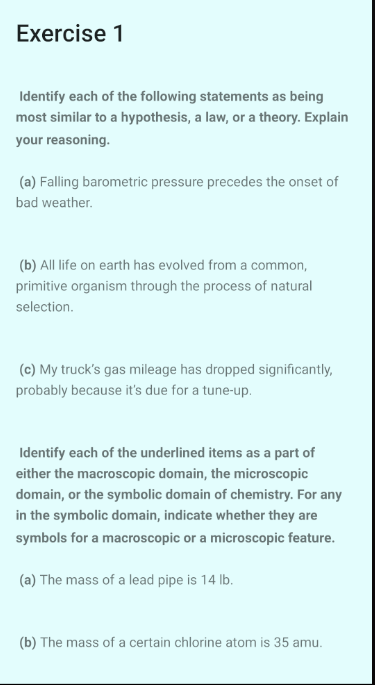 Exercise 1
Identify each of the following statements as being
most similar to a hypothesis, a law, or a theory. Explain
your reasoning.
(a) Falling barometric pressure precedes the onset of
bad weather.
(b) All life on earth has evolved from a common,
primitive organism through the process of natural
selection.
(c) My truck's gas mileage has dropped significantly,
probably because it's due for a tune-up.
Identify each of the underlined items as a part of
either the macroscopic domain, the microscopic
domain, or the symbolic domain of chemistry. For any
in the symbolic domain, indicate whether they are
symbols for a macroscopic or a microscopic feature.
(a) The mass of a lead pipe is 14 lb.
(b) The mass of a certain chlorine atom is 35 amu.